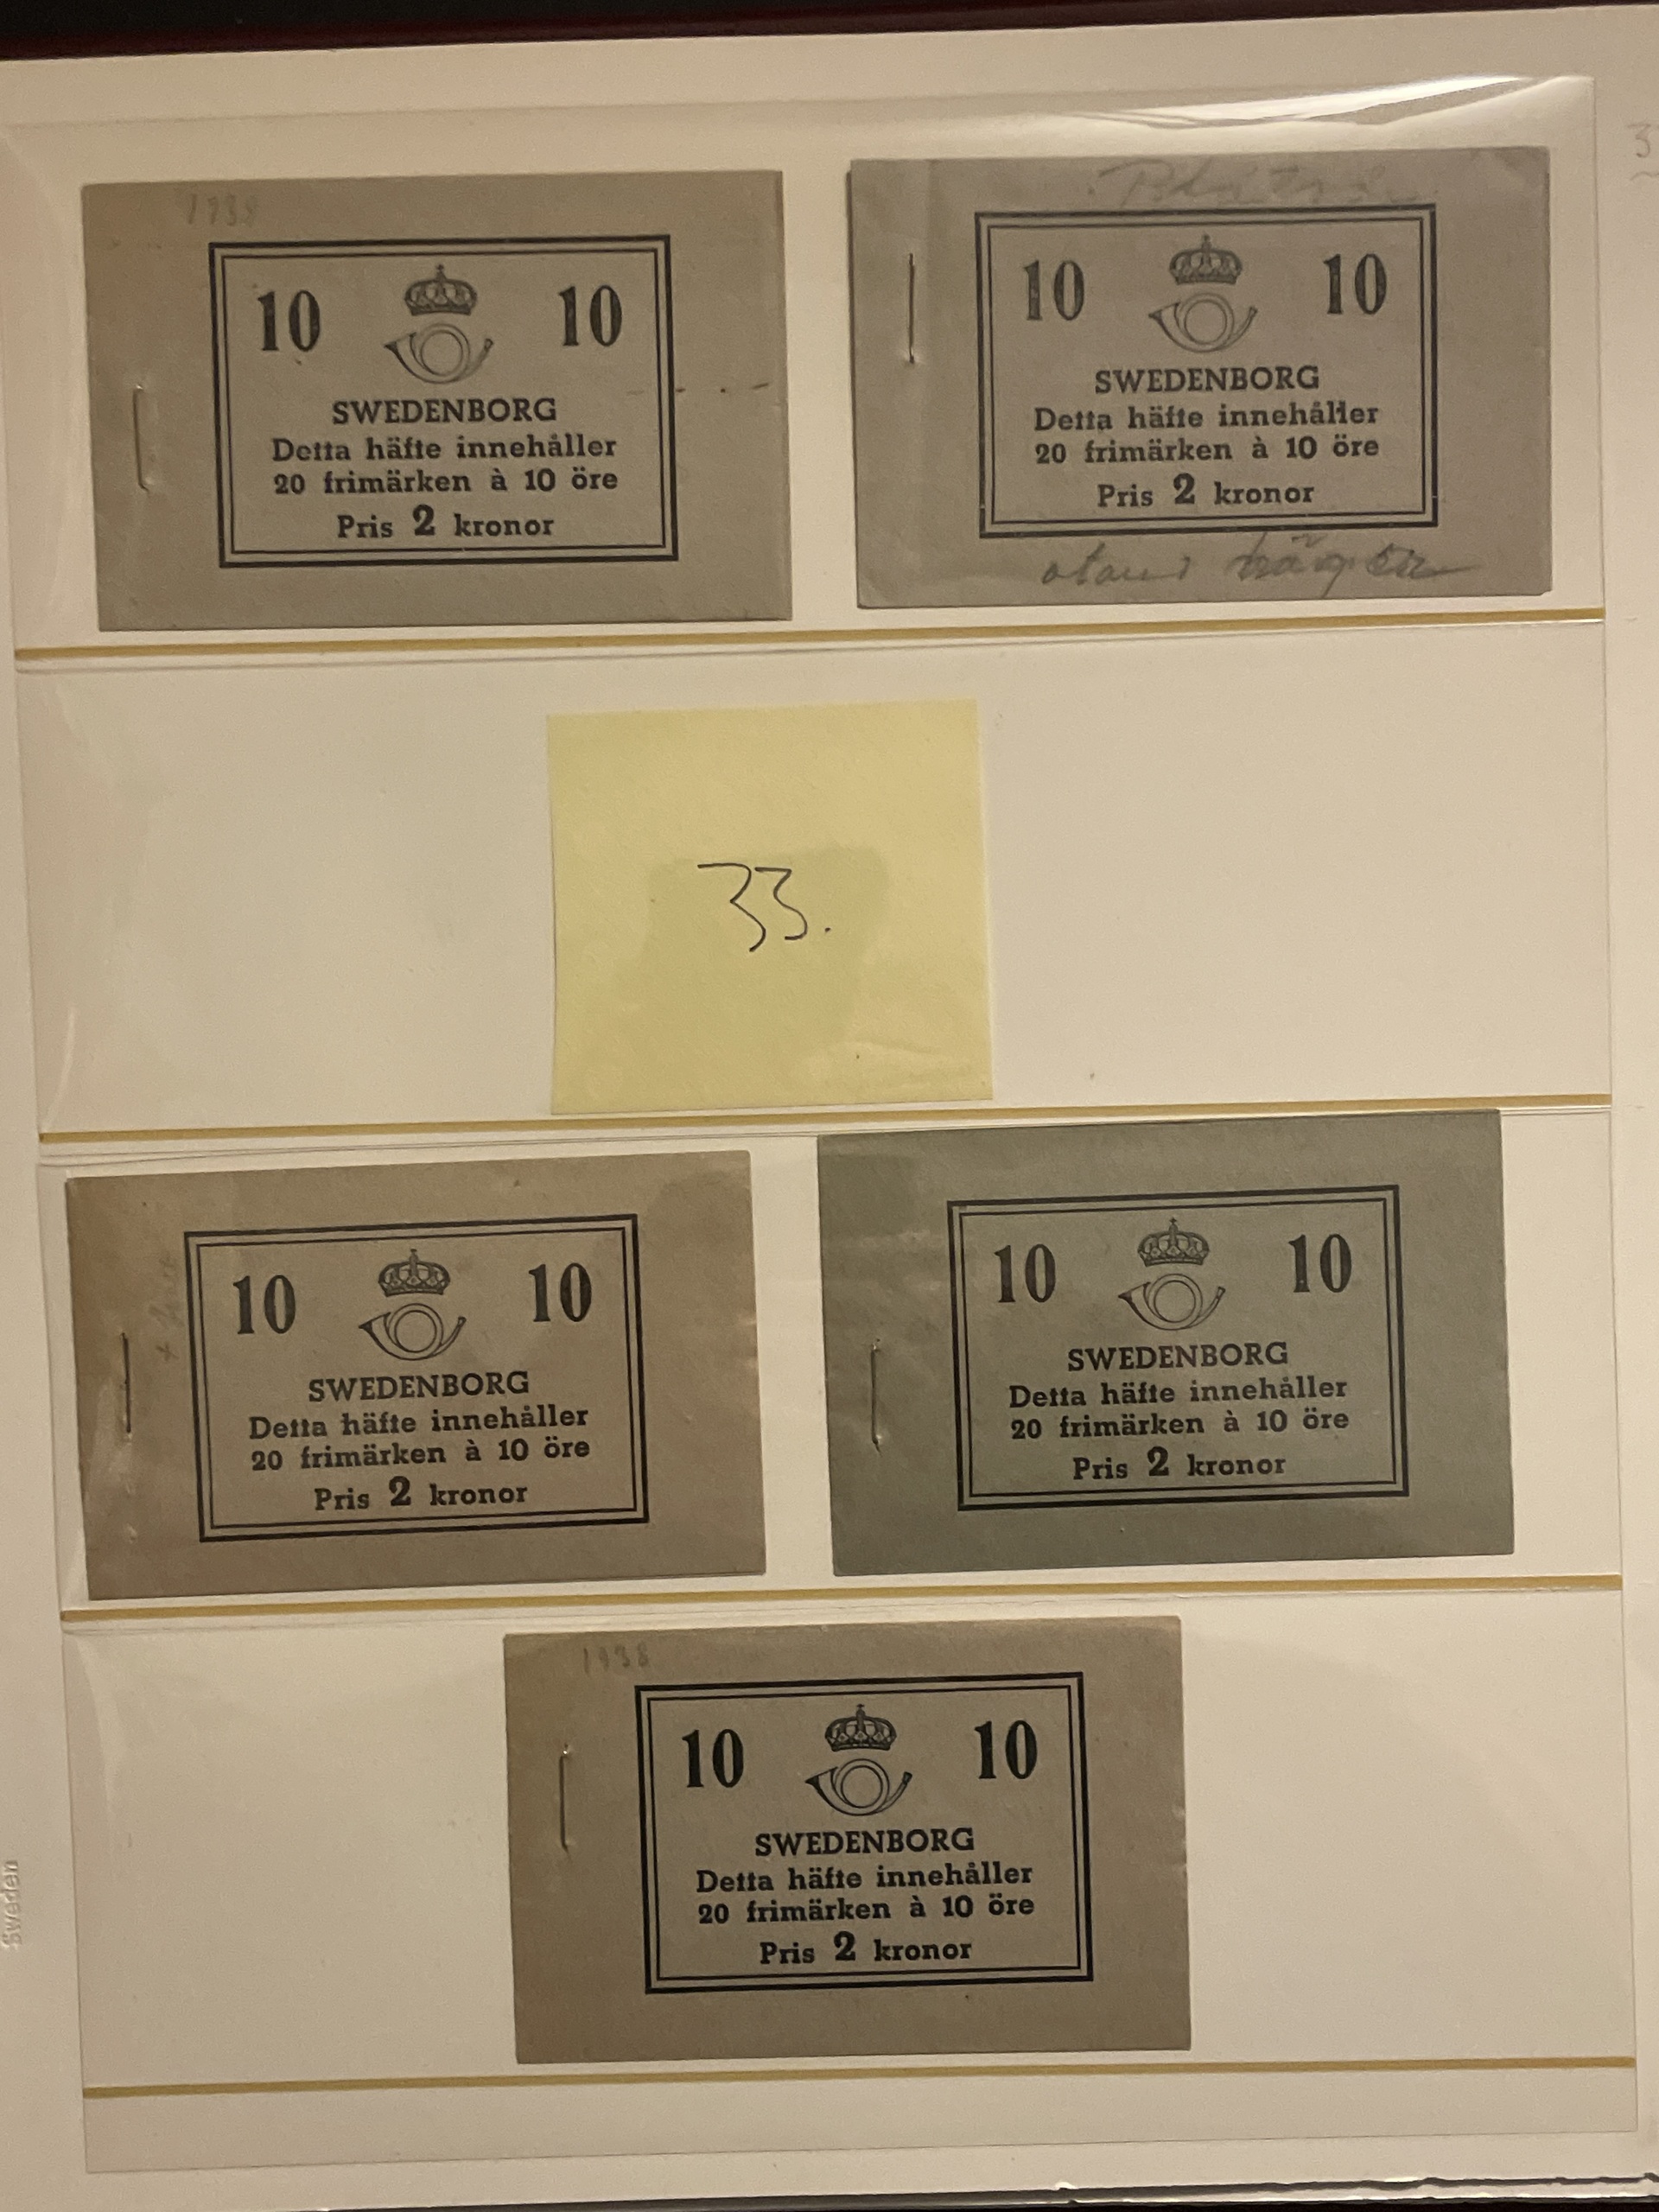 1938
10 10
SWEDENBORG
Detta häfte innehåller
20 frimärken à 10 öre
Pris 2 kronor
10 10
SWEDENBORG
Detta häfte innehåller
20 frimärken à 10 öre
Pris 2 kronor
33.
10 10
SWEDENBORG
Detta häfte innehåller
20 frimärken à 10 öre
Pris 2 kronor
10 10
SWEDENBORG
Detta häfte innehåller
20 frimärken à 10 öre
Pris 2 kronor
1938
10 10
SWEDENBORG
Detta häfte innehåller
20 frimärken à 10 öre
Pris 2 kronor
Sweden